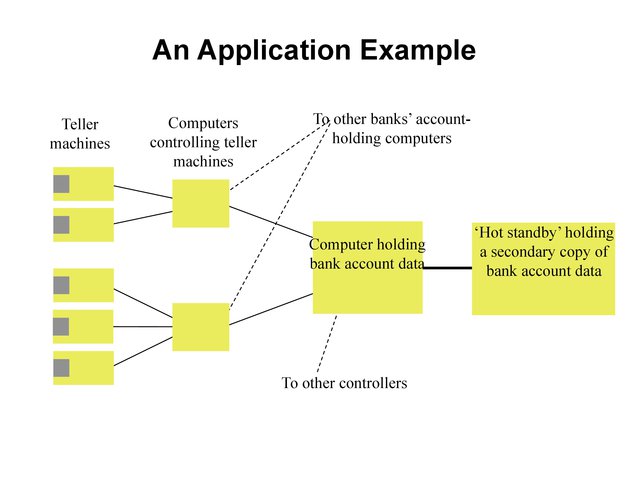 An Application Example
Teller
machines
Computers
controlling teller
machines
To other banks’ account-
holding computers
Computer holding
bank account data
‘Hot standby’ holding
a secondary copy of
bank account data
To other controllers